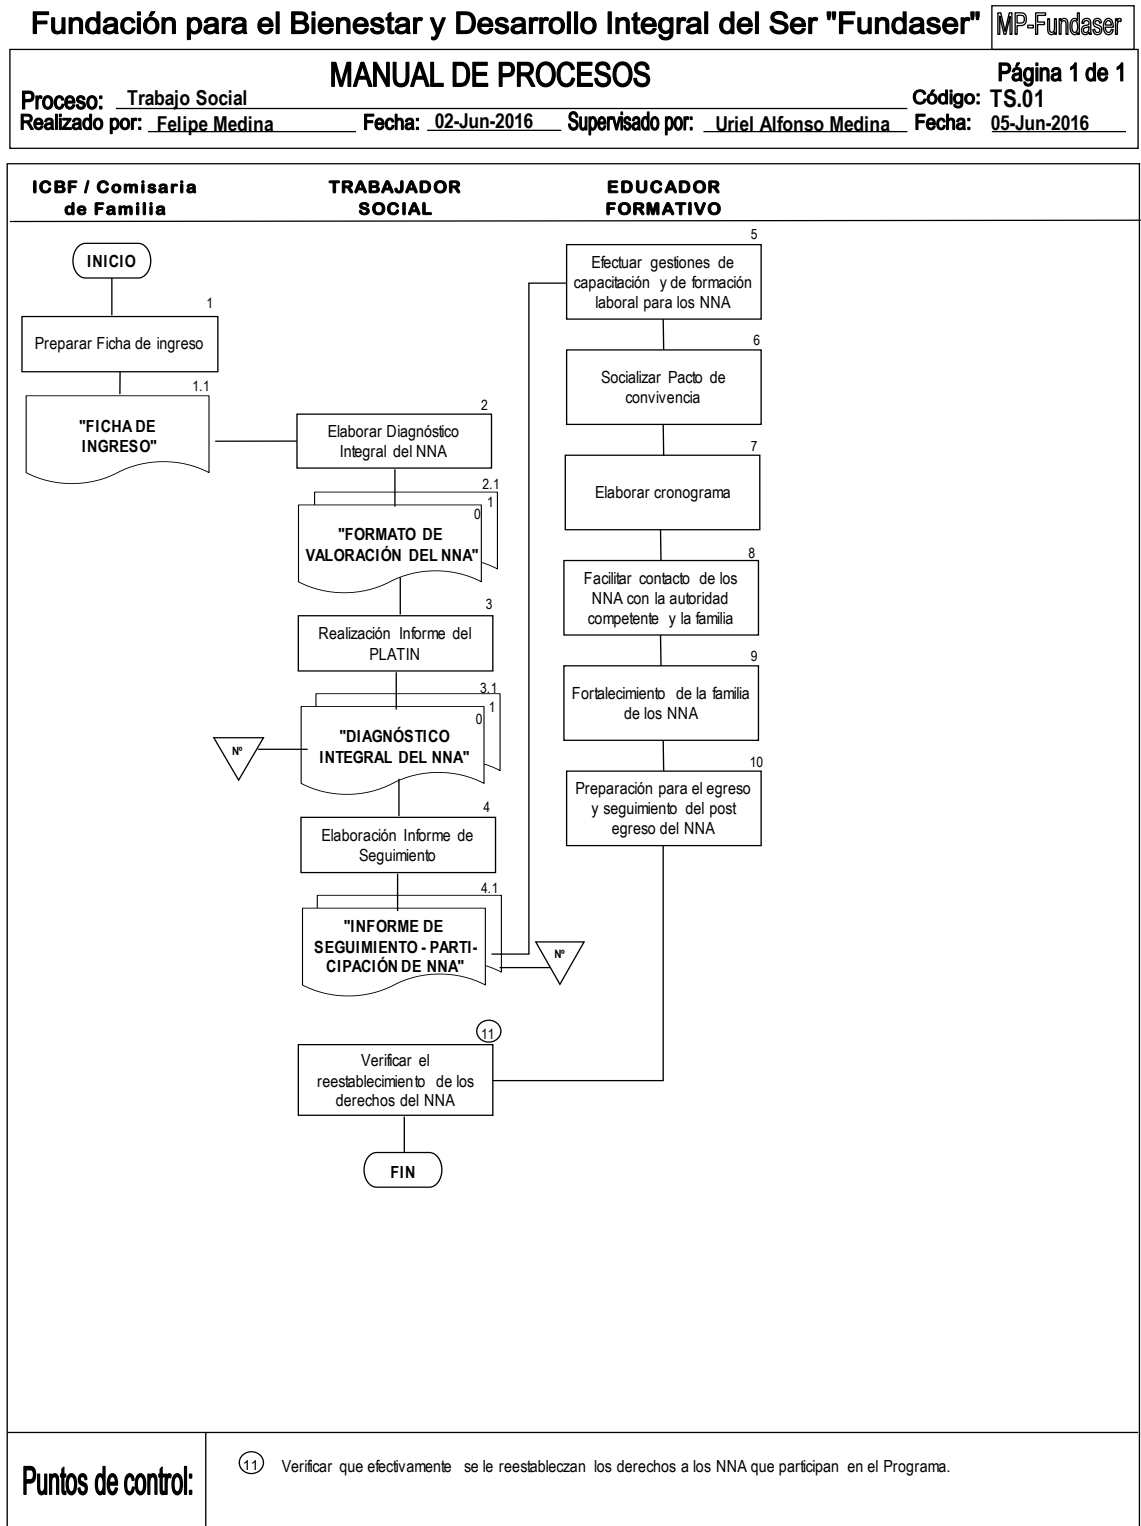 Fundación para el Bienestar y Desarrollo Integral del Ser "Fundaser" MP-Fundaser
MANUAL DE PROCESOS Página 1 de 1
Proceso: Trabajo Social Código: TS.01
Realizado por: Felipe Medina Fecha: 02-Jun-2016 Supervisado por: Uriel Alfonso Medina Fecha: 05-Jun-2016
ICBF / Comisaria
de Familia
TRABAJADOR
SOCIAL
EDUCADOR
FORMATIVO
INICIO
1
Preparar Ficha de ingreso
1.1
"FICHA DE
INGRESO"
2
Elaborar Diagnóstico
Integral del NNA
2.1
1
0
"FORMATO DE
VALORACIÓN DEL NNA"
3
Realización Informe del
PLATIN
3.1
1
0
"DIAGNÓSTICO
INTEGRAL DEL NNA"
Nº
4
Elaboración Informe de
Seguimiento
4.1
"INFORME DE
SEGUIMIENTO - PARTI-
CIPACIÓN DE NNA"
Nº
5
Efectuar gestiones de
capacitación y de formación
laboral para los NNA
6
Socializar Pacto de
convivencia
7
Elaborar cronograma
8
Facilitar contacto de los
NNA con la autoridad
competente y la familia
9
Fortalecimiento de la familia
de los NNA
10
Preparación para el egreso
y seguimiento del post
egreso del NNA
11
Verificar el
reestablecimiento de los
derechos del NNA
FIN
Puntos de control:
11 Verificar que efectivamente se le reestableczan los derechos a los NNA que participan en el Programa.